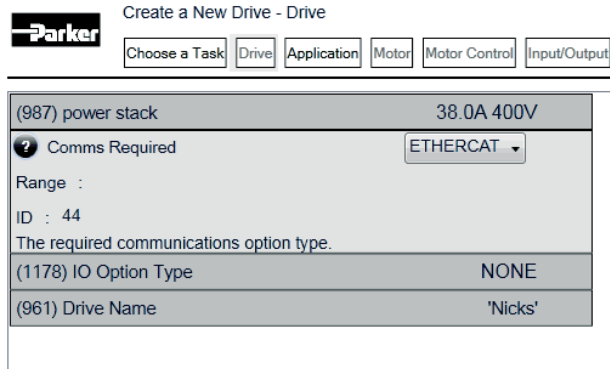 Parker
Create a New Drive - Drive
Choose a Task Drive Application Motor Motor Control Input/Output
(987) power stack 38.0A 400V
? Comms Required ETHERCAT
Range :
ID : 44
The required communications option type.
(1178) IO Option Type NONE
(961) Drive Name 'Nicks'